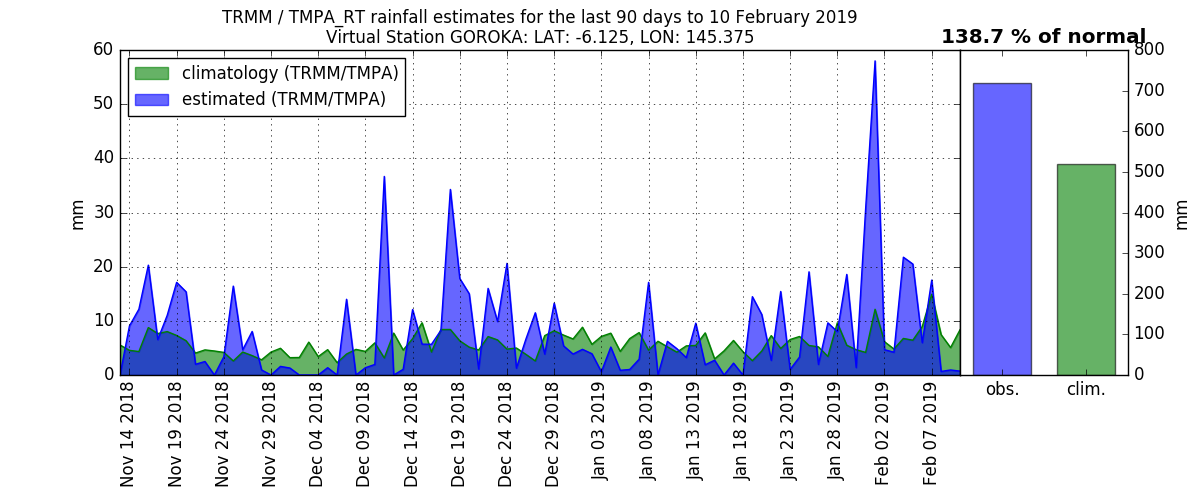 TRMM / TMPA_RT rainfall estimates for the last 90 days to 10 February 2019
Virtual Station GOROKA: LAT: -6.125, LON: 145.375
138.7 % of normal
climatology (TRMM/TMPA)
estimated (TRMM/TMPA)
60
50
40
30
20
10
0
mm
Nov 14 2018
Nov 19 2018
Nov 24 2018
Nov 29 2018
Dec 04 2018
Dec 09 2018
Dec 14 2018
Dec 19 2018
Dec 24 2018
Dec 29 2018
Jan 03 2019
Jan 08 2019
Jan 13 2019
Jan 18 2019
Jan 23 2019
Jan 28 2019
Feb 02 2019
Feb 07 2019
800
700
600
500
400
300
200
100
0
mm
obs.
clim.